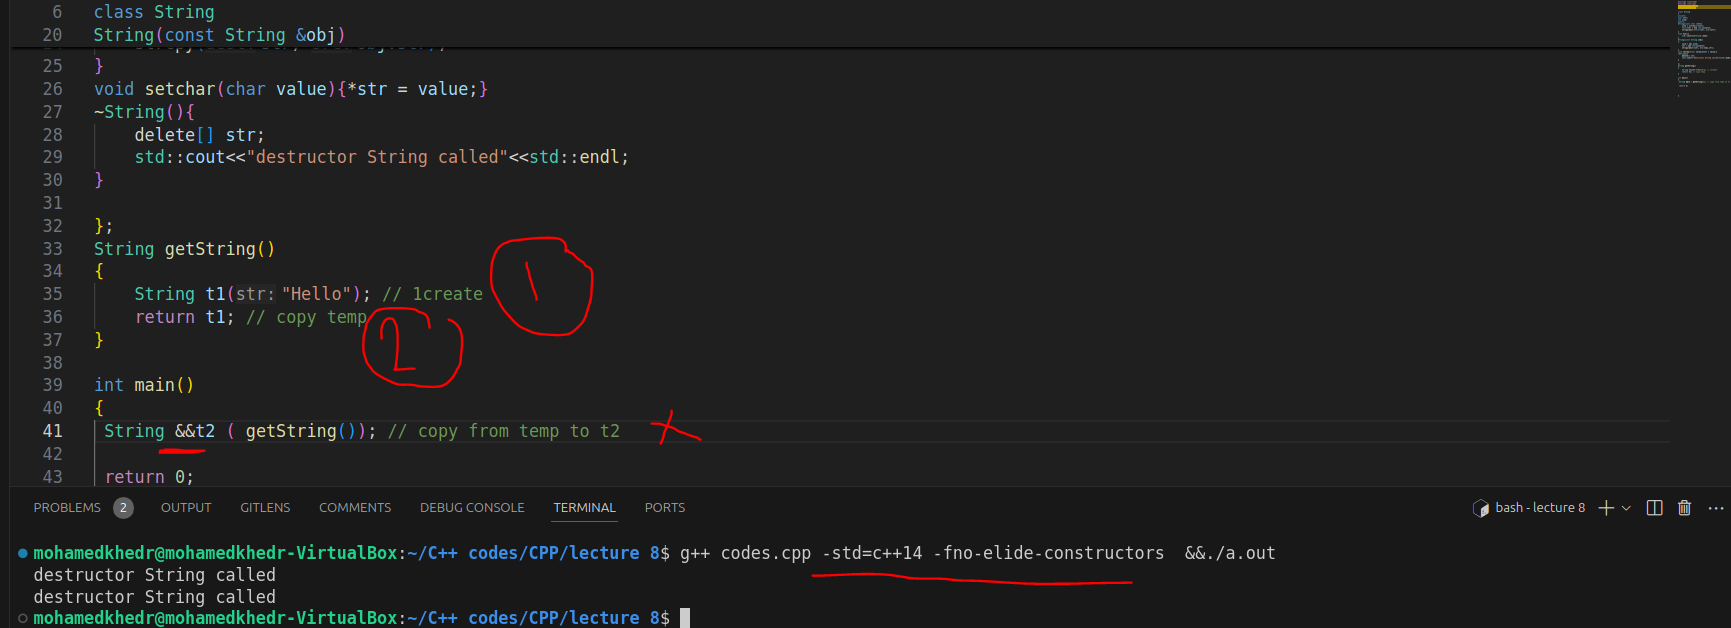 6 class String
20 String(const String &obj)
25 }
26 void setchar(char value){*str = value;}
27 ~String(){
28 delete[] str;
29 std::cout<<"destructor String called"<<std::endl;
30 }
31
32 };
33 String getString()
34 {
35 String t1(str: "Hello"); // 1create
36 return t1; // copy temp
37 }
38
39 int main()
40 {
41 String &&t2 ( getString()); // copy from temp to t2
42
43 return 0;
1
2
PROBLEMS 2 OUTPUT GITLENS COMMENTS DEBUG CONSOLE TERMINAL PORTS bash - lecture 8
mohamedkhedr@mohamedkhedr-VirtualBox:~/C++ codes/CPP/lecture 8$ g++ codes.cpp -std=c++14 -fno-elide-constructors &&./a.out
destructor String called
destructor String called
mohamedkhedr@mohamedkhedr-VirtualBox:~/C++ codes/CPP/lecture 8$